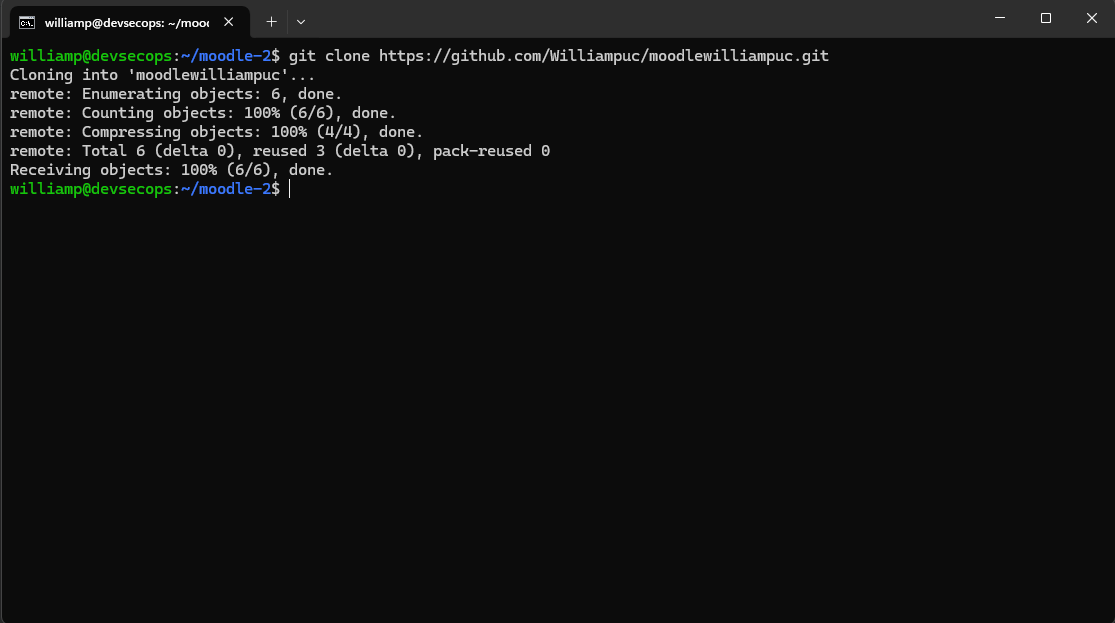 williamp@devsecops: ~/mood
williamp@devsecops:~/moodle-2$ git clone https://github.com/Williampuc/moodlewilliampuc.git
Cloning into 'moodlewilliampuc'...
remote: Enumerating objects: 6, done.
remote: Counting objects: 100% (6/6), done.
remote: Compressing objects: 100% (4/4), done.
remote: Total 6 (delta 0), reused 3 (delta 0), pack-reused 0
Receiving objects: 100% (6/6), done.
williamp@devsecops:~/moodle-2$